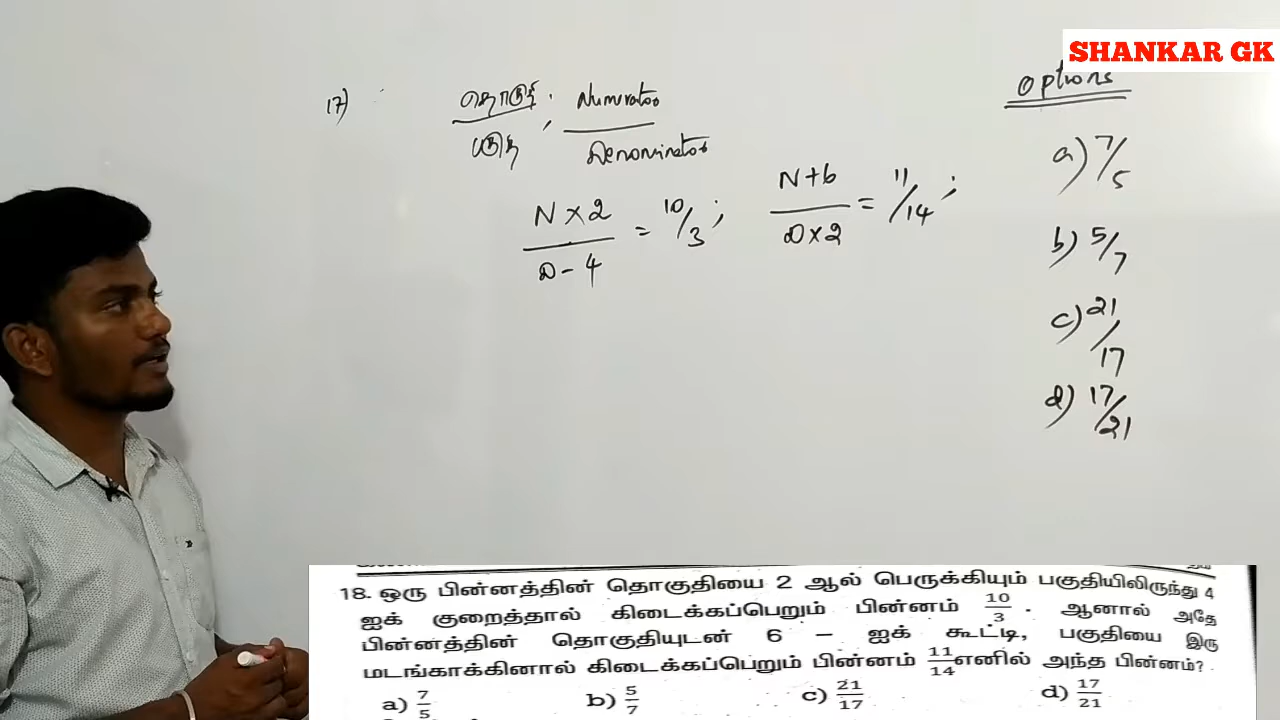 SHANKAR GK
17)
தொகுதி, Numerator
பகுதி Denominator
N × 2
D - 4
= 10/3 ;
N + 6
D × 2
= 11/14 ;
Options
a) 7/5
b) 5/7
c) 21/17
d) 17/21
18. ஒரு பின்னத்தின் தொகுதியை 2 ஆல் பெருக்கியும் பகுதியிலிருந்து 4
ஐக் குறைத்தால் கிடைக்கப்பெறும் பின்னம் 10/3 . ஆனால் அதே
பின்னத்தின் தொகுதியுடன் 6 – ஐக் கூட்டி, பகுதியை இரு
மடங்காக்கினால் கிடைக்கப்பெறும் பின்னம் 11/14 எனில் அந்த பின்னம்?
a) 7/5 b) 5/7 c) 21/17 d) 17/21